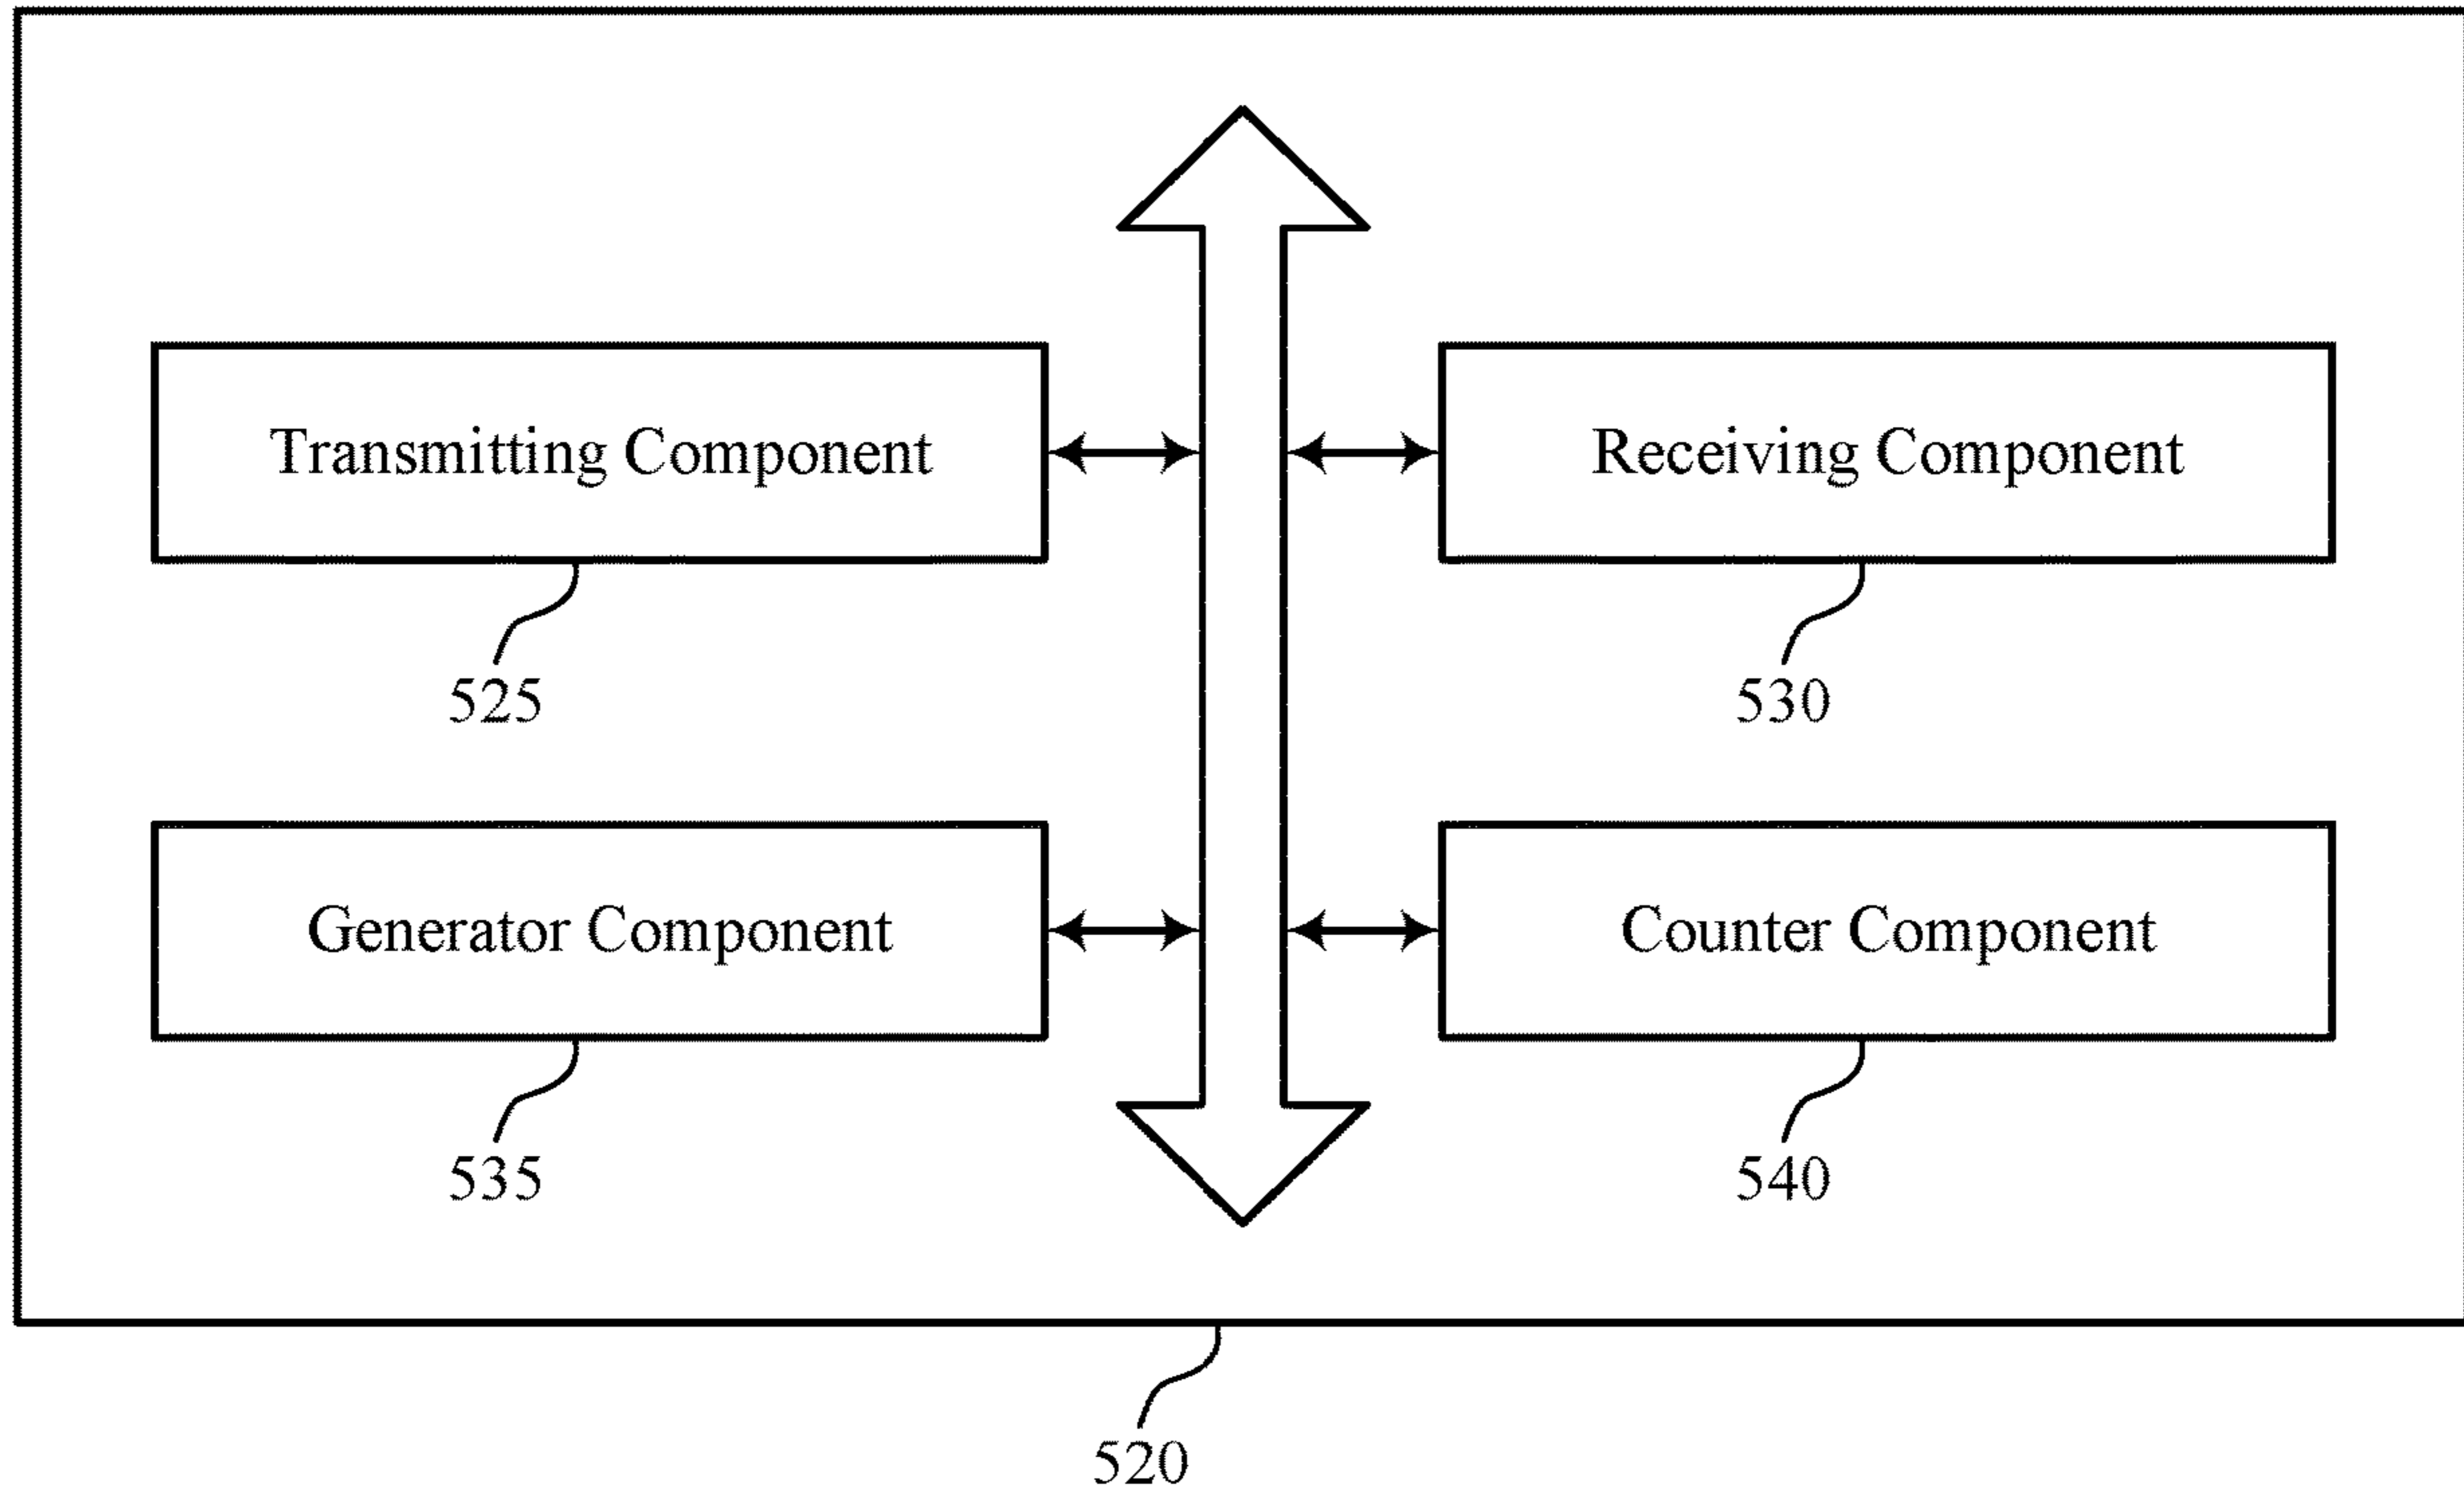 Transmitting Component
Receiving Component
525
530
Generator Component
Counter Component
535
540
520